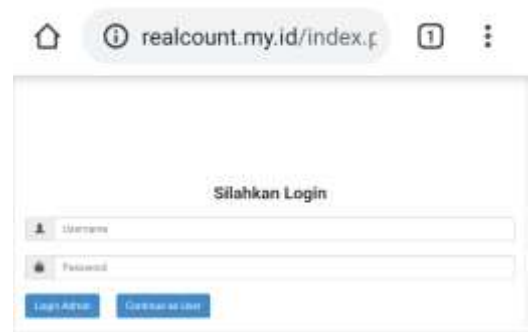 realcount.my.id/index.p
1
Silahkan Login
Username
Password
Login Admin
Continue as User